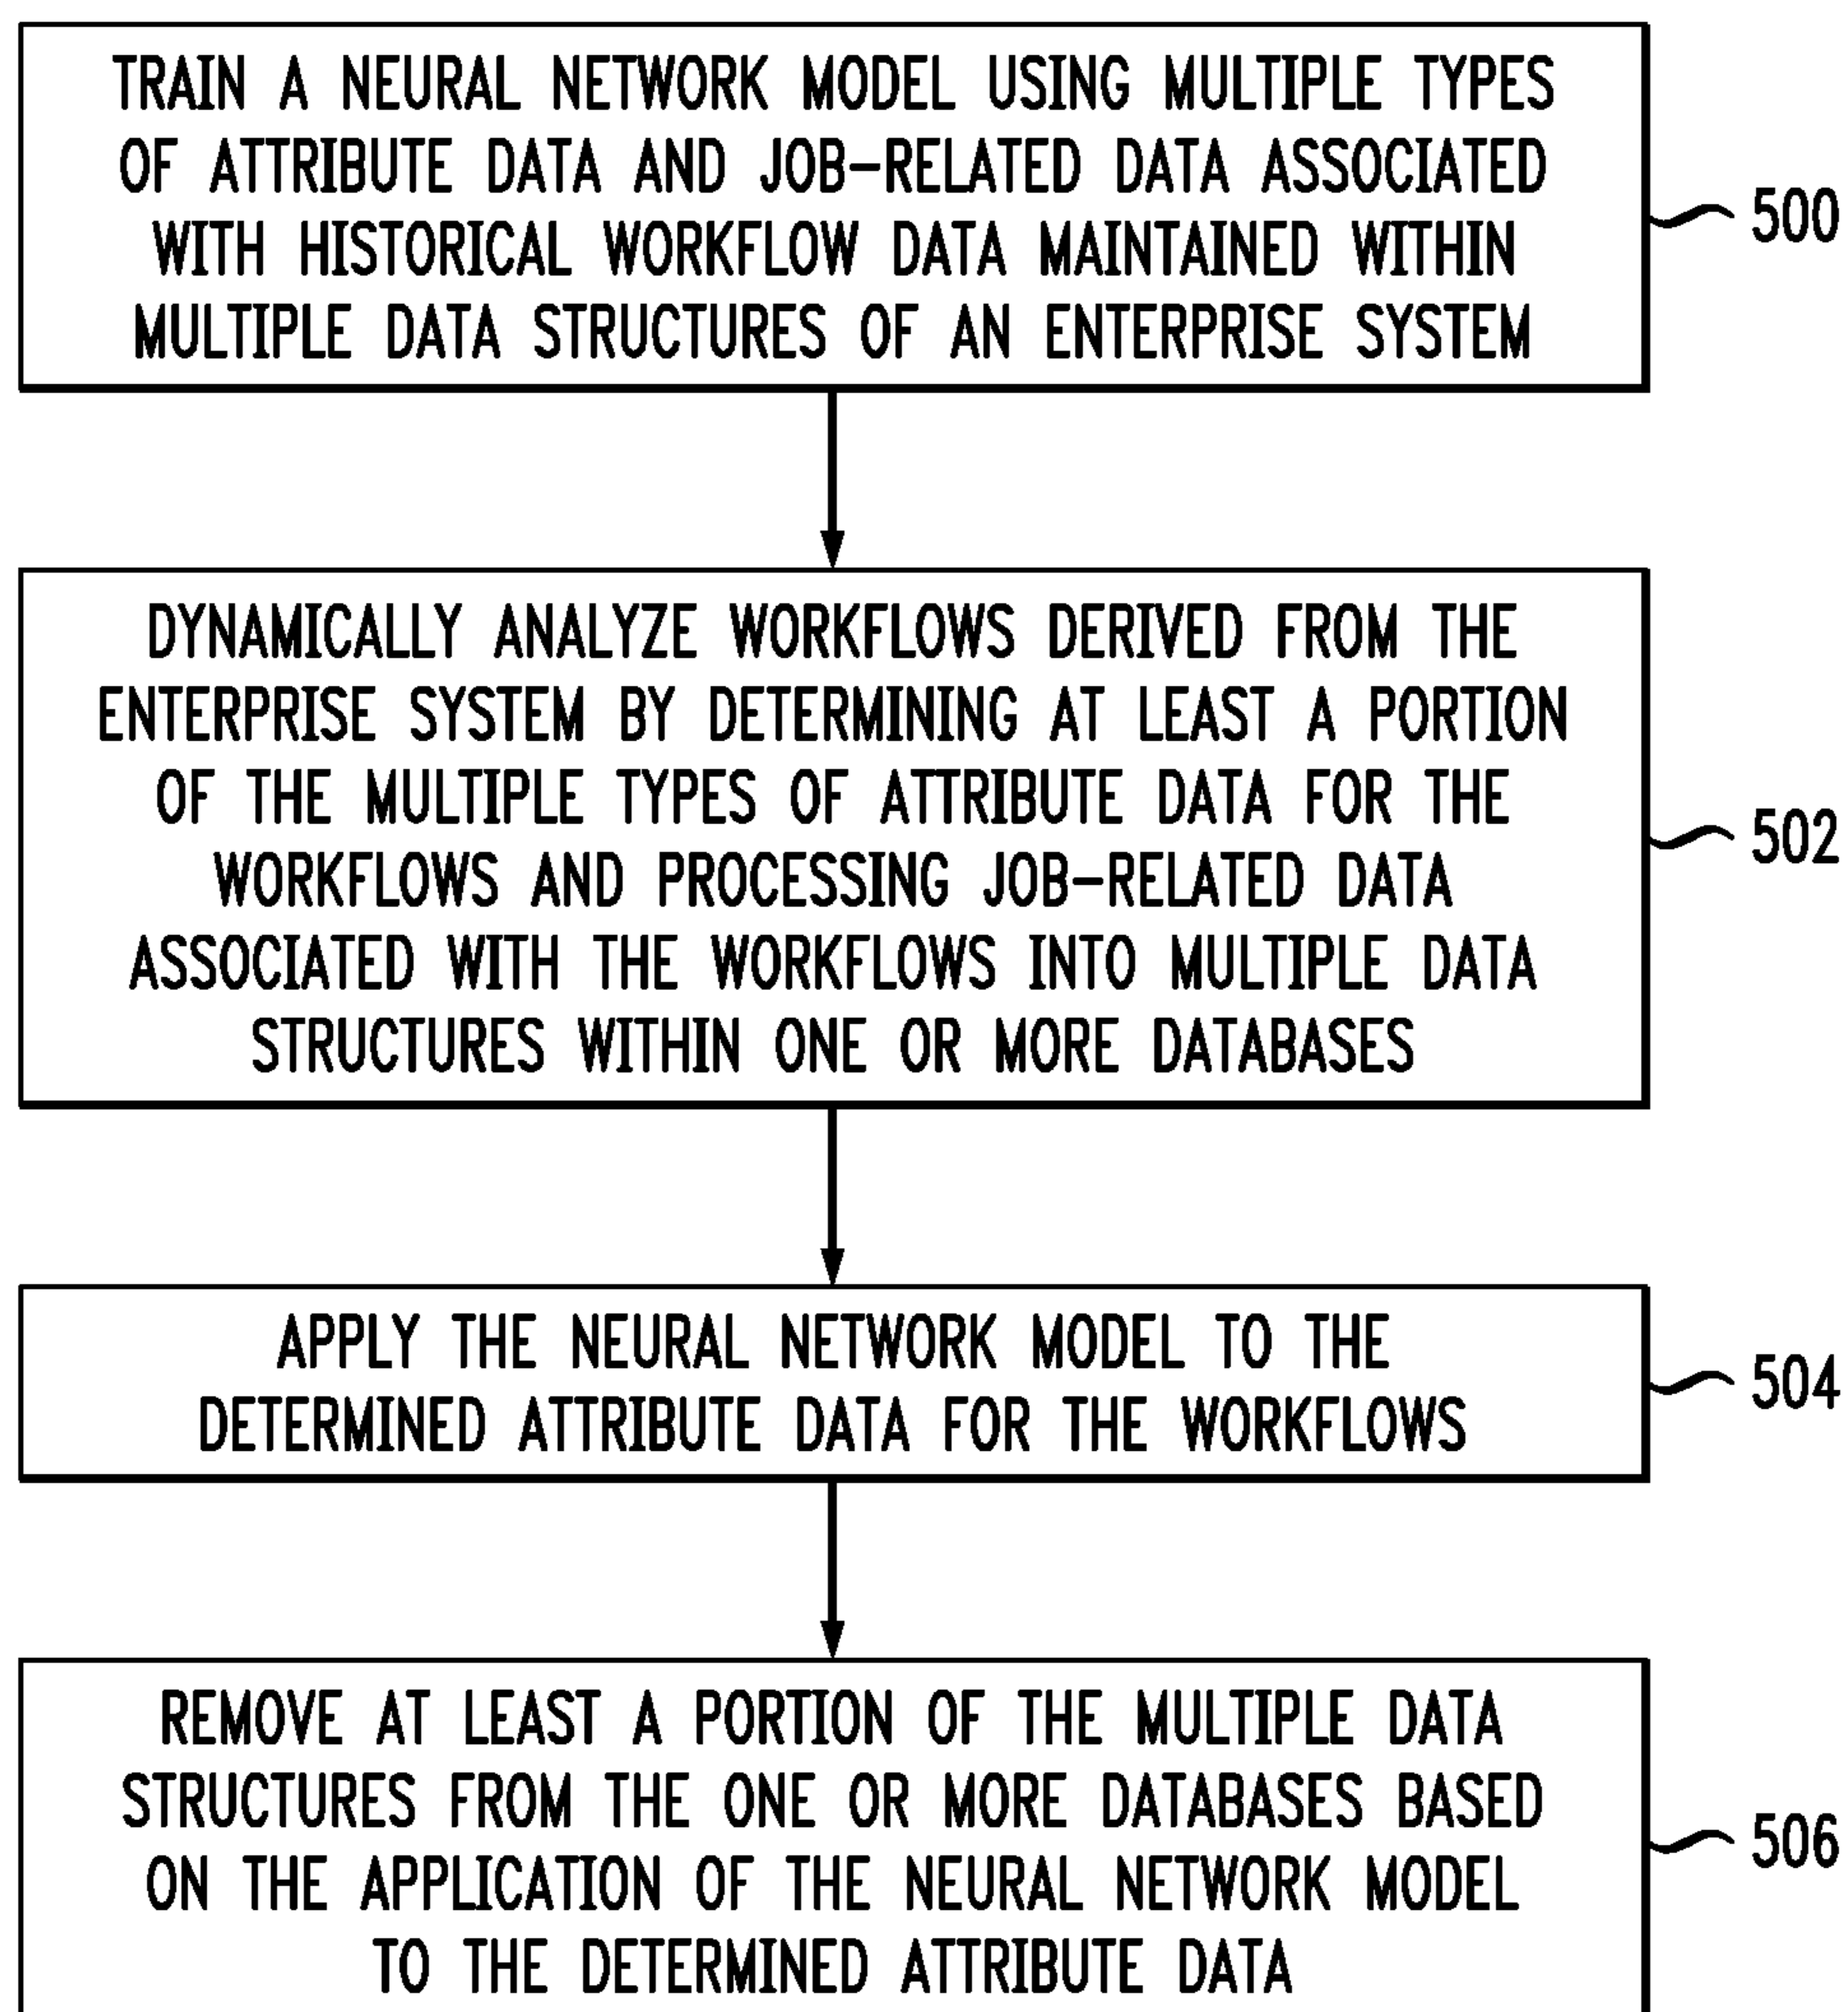 TRAIN A NEURAL NETWORK MODEL USING MULTIPLE TYPES
OF ATTRIBUTE DATA AND JOB-RELATED DATA ASSOCIATED
WITH HISTORICAL WORKFLOW DATA MAINTAINED WITHIN
MULTIPLE DATA STRUCTURES OF AN ENTERPRISE SYSTEM
500
DYNAMICALLY ANALYZE WORKFLOWS DERIVED FROM THE
ENTERPRISE SYSTEM BY DETERMINING AT LEAST A PORTION
OF THE MULTIPLE TYPES OF ATTRIBUTE DATA FOR THE
WORKFLOWS AND PROCESSING JOB-RELATED DATA
ASSOCIATED WITH THE WORKFLOWS INTO MULTIPLE DATA
STRUCTURES WITHIN ONE OR MORE DATABASES
502
APPLY THE NEURAL NETWORK MODEL TO THE
DETERMINED ATTRIBUTE DATA FOR THE WORKFLOWS
504
REMOVE AT LEAST A PORTION OF THE MULTIPLE DATA
STRUCTURES FROM THE ONE OR MORE DATABASES BASED
ON THE APPLICATION OF THE NEURAL NETWORK MODEL
TO THE DETERMINED ATTRIBUTE DATA
506